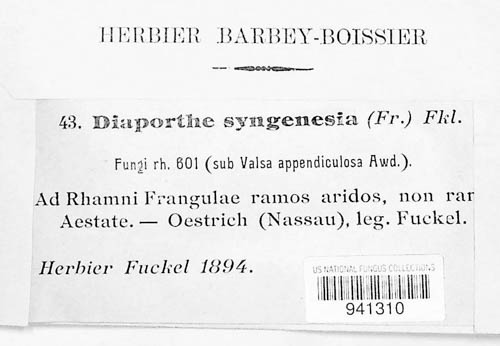 HERBIER BARBEY-BOISSIER
43. Diaporthe syngenesia (Fr.) Fkl.
Fungi rh. 601 (sub Valsa appendiculosa Awd.).
Ad Rhamni Frangulae ramos aridos, non rar
Aestate. — Oestrich (Nassau), leg. Fuckel.
Herbier Fuckel 1894.
US NATIONAL FUNGUS COLLECTIONS
941310